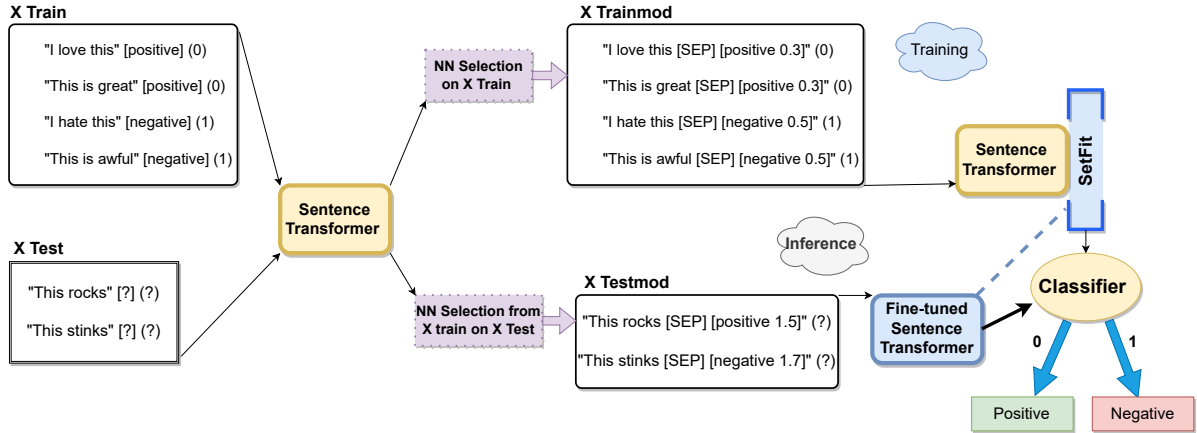 X Train
"I love this" [positive] (0)
"This is great" [positive] (0)
"I hate this" [negative] (1)
"This is awful" [negative] (1)
X Test
"This rocks" [?] (?)
"This stinks" [?] (?)
Sentence
Transformer
NN Selection
on X Train
NN Selection from
X train on X Test
X Trainmod
"I love this [SEP] [positive 0.3]" (0)
"This is great [SEP] [positive 0.3]" (0)
"I hate this [SEP] [negative 0.5]" (1)
"This is awful [SEP] [negative 0.5]" (1)
X Testmod
"This rocks [SEP] [positive 1.5]" (?)
"This stinks [SEP] [negative 1.7]" (?)
Training
Inference
Sentence
Transformer
SetFit
Fine-tuned
Sentence
Transformer
Classifier
0
1
Positive
Negative